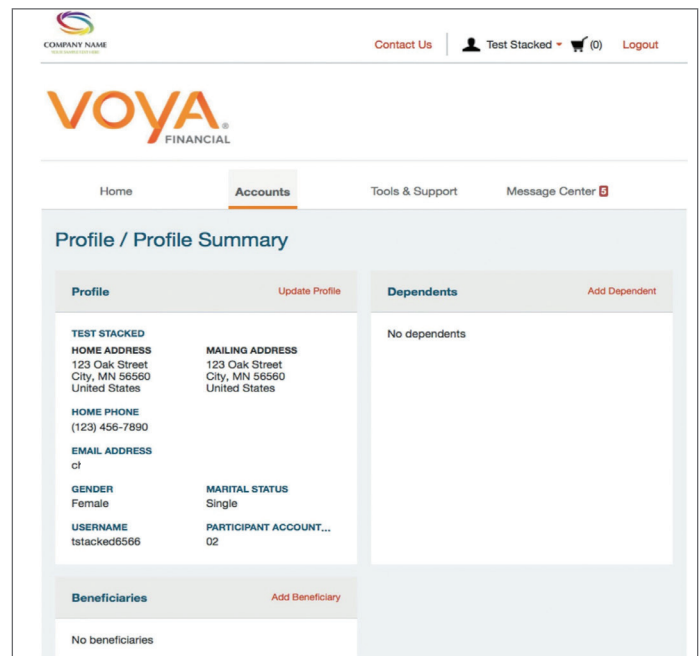 COMPANY NAME
Contact Us
Test Stacked
(0)
Logout
VOYA®
FINANCIAL
Home
Accounts
Tools & Support
Message Center 5
Profile / Profile Summary
Profile
Update Profile
TEST STACKED
HOME ADDRESS
123 Oak Street
City, MN 56560
United States
MAILING ADDRESS
123 Oak Street
City, MN 56560
United States
HOME PHONE
(123) 456-7890
EMAIL ADDRESS
GENDER
Female
MARITAL STATUS
Single
USERNAME
tstacked6566
PARTICIPANT ACCOUNT...
02
Dependents
Add Dependent
No dependents
Beneficiaries
Add Beneficiary
No beneficiaries